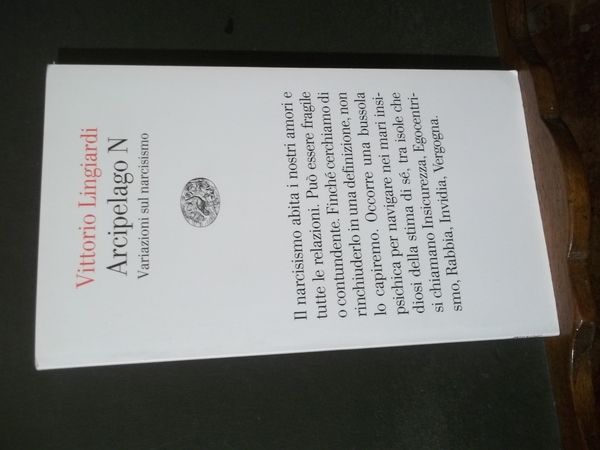 Vittorio Lingiardi
Arcipelago N
Variazioni sul narcisismo
Il narcisismo abita i nostri amori e
tutte le relazioni. Può essere fragile
o contundente. Finché cerchiamo di
rinchiuderlo in una definizione, non
lo capiremo. Occorre una bussola
psichica per navigare nei mari insi-
diosi della stima di sé, tra isole che
si chiamano Insicurezza, Egocentri-
smo, Rabbia, Invidia, Vergogna.